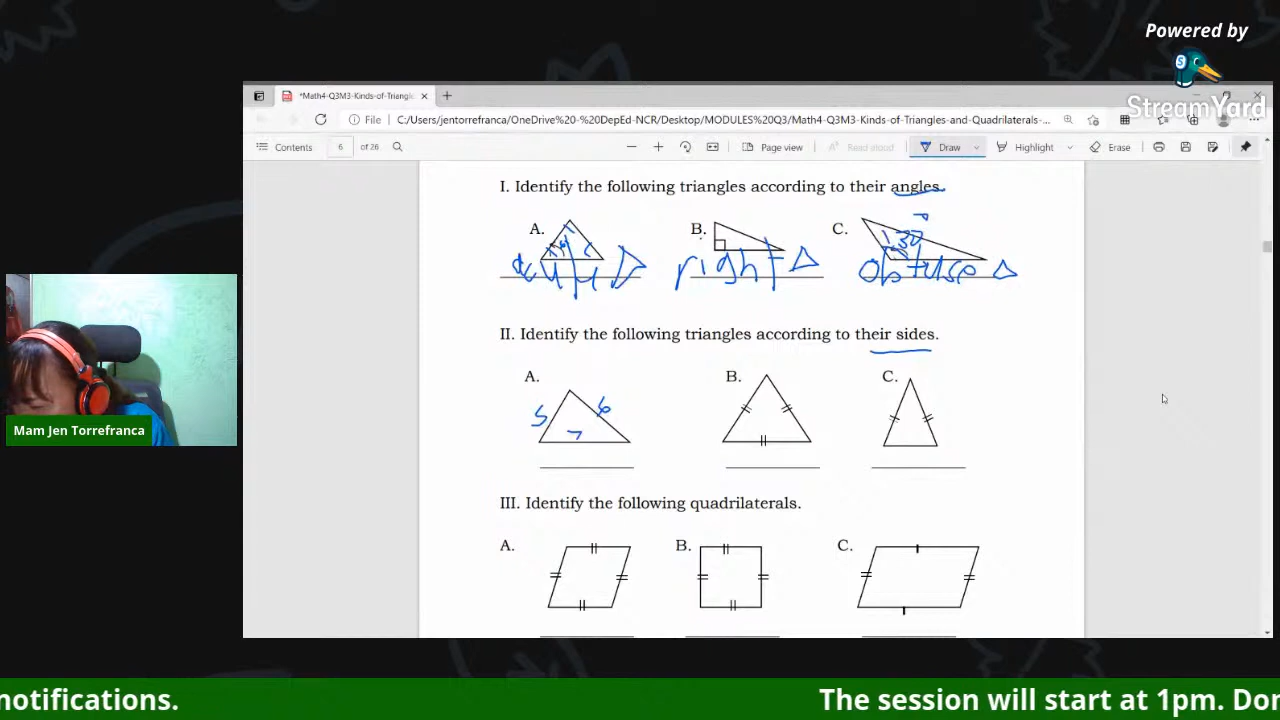 Powered by
StreamYard
*Math4-Q3M3-Kinds-of-Triangle
File
C:/Users/jentorrefranca/OneDrive%20-%20DepEd-NCR/Desktop/MODULES%20Q3/Math4-Q3M3-Kinds-of-Triangles-and-Quadrilaterals-...
Contents
6
of 26
Page view
Read aloud
Draw
Highlight
Erase
I. Identify the following triangles according to their angles.
A.
B.
C.
130
right
Obtuse
II. Identify the following triangles according to their sides.
A.
B.
C.
5
6
7
III. Identify the following quadrilaterals.
A.
B.
C.
Mam Jen Torrefranca
notifications.
The session will start at 1pm. Don